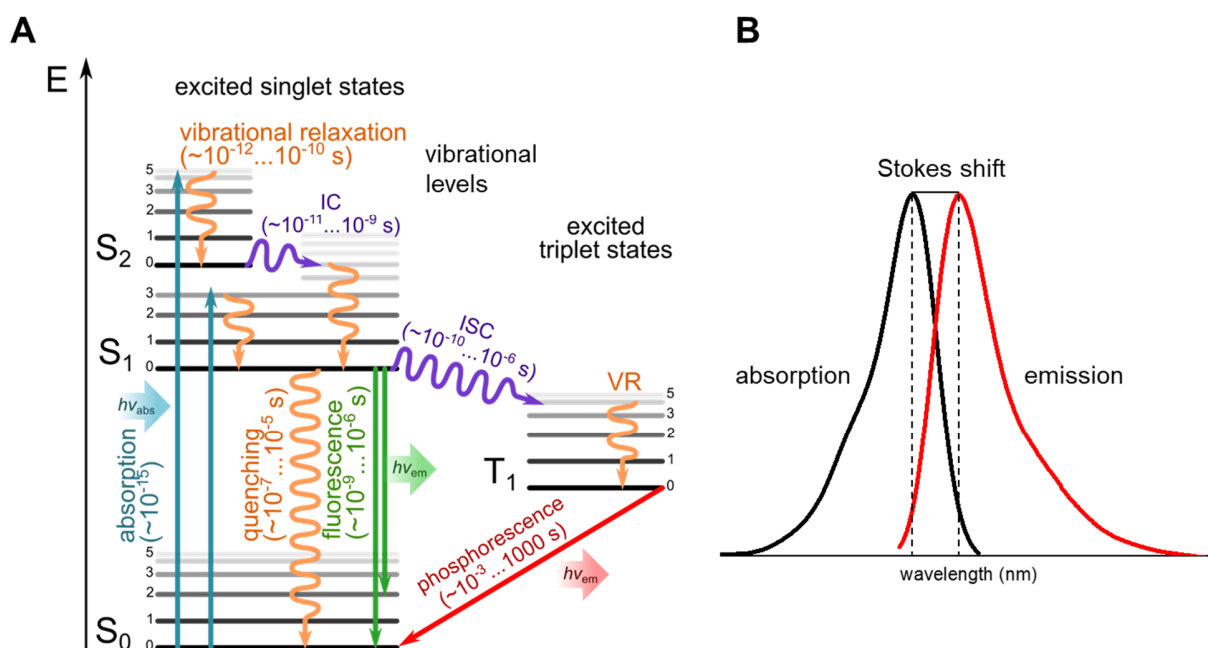 A
B
E
excited singlet states
vibrational relaxation
(~10⁻¹²...10⁻¹⁰ s)
vibrational
levels
5
3
2
1
0
S₂
IC
(~10⁻¹¹...10⁻⁹ s)
excited
triplet states
3
2
1
0
S₁
ISC
(~10⁻¹⁰...10⁻⁶ s)
VR
5
3
2
1
0
T₁
hvabs
absorption
(~10⁻¹⁵)
quenching
(~10⁻⁷...10⁻⁵ s)
fluorescence
(~10⁻⁹...10⁻⁶ s)
hvem
phosphorescence
(~10⁻³...1000 s)
hvem
5
3
2
1
0
S₀
Stokes shift
absorption
emission
wavelength (nm)